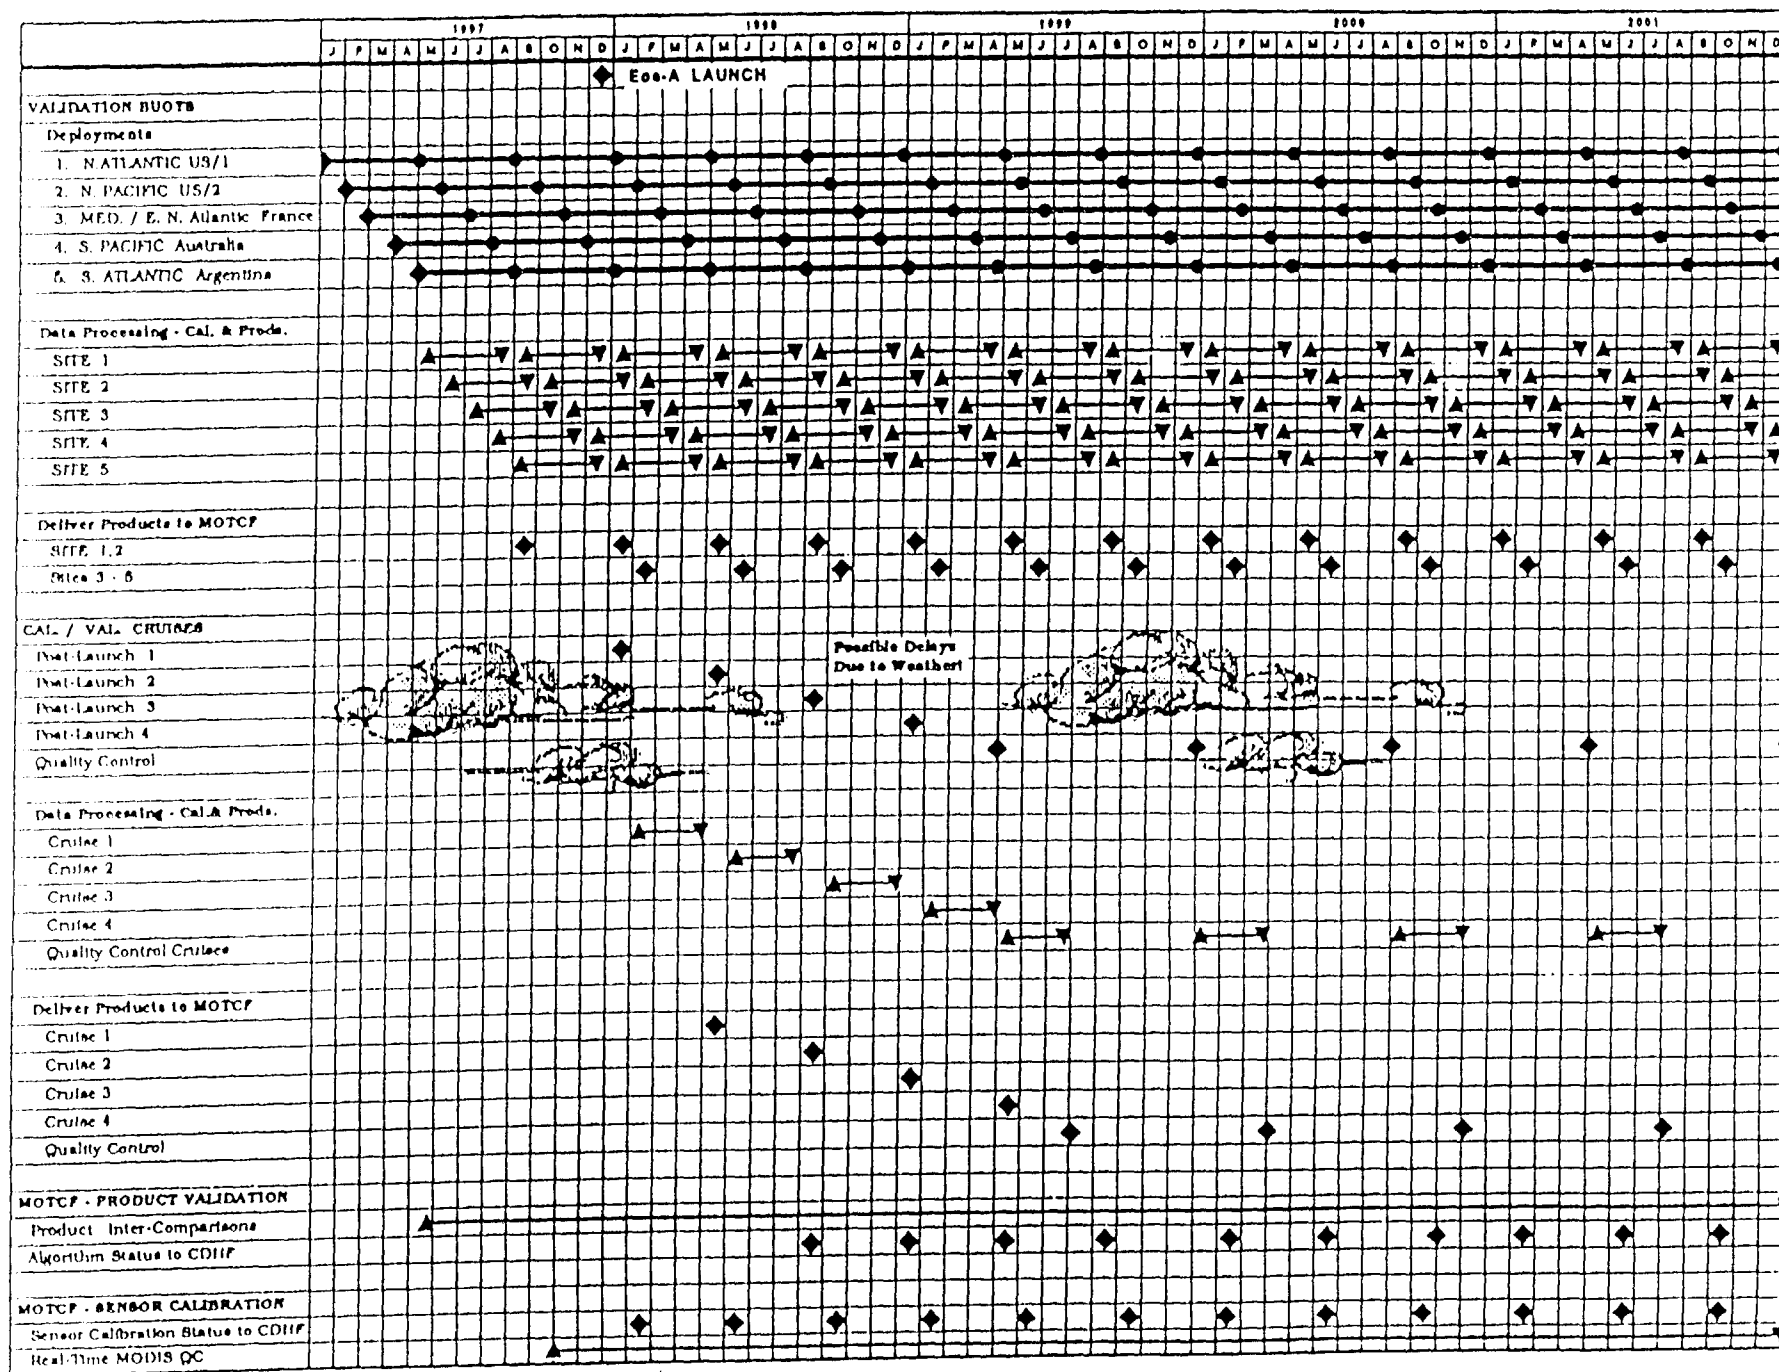 1997 1998 1999 2000 2001
J F M A M J J A S O N D J F M A M J J A S O N D J F M A M J J A S O N D J F M A M J J A S O N D J F M A M J J A S O N D
Eos-A LAUNCH
VALIDATION BUOYS
Deployments
1. N.ATLANTIC US/1
2. N. PACIFIC US/2
3. MED. / E. N. Atlantic France
4. S. PACIFIC Australia
5. S. ATLANTIC Argentina
Data Processing - Cal. & Prods.
SITE 1
SITE 2
SITE 3
SITE 4
SITE 5
Deliver Products to MOTCF
SITE 1,2
Sites 3 - 5
CAL. / VAL. CRUISES
Post-Launch 1
Possible Delays
Due to Weather!
Post-Launch 2
Post-Launch 3
Post-Launch 4
Quality Control
Data Processing - Cal.& Prods.
Cruise 1
Cruise 2
Cruise 3
Cruise 4
Quality Control Cruises
Deliver Products to MOTCF
Cruise 1
Cruise 2
Cruise 3
Cruise 4
Quality Control
MOTCF - PRODUCT VALIDATION
Product Inter-Comparisons
Algorithm Status to CDHF
MOTCF - SENSOR CALIBRATION
Sensor Calibration Status to CDHF
Real-Time MODIS QC